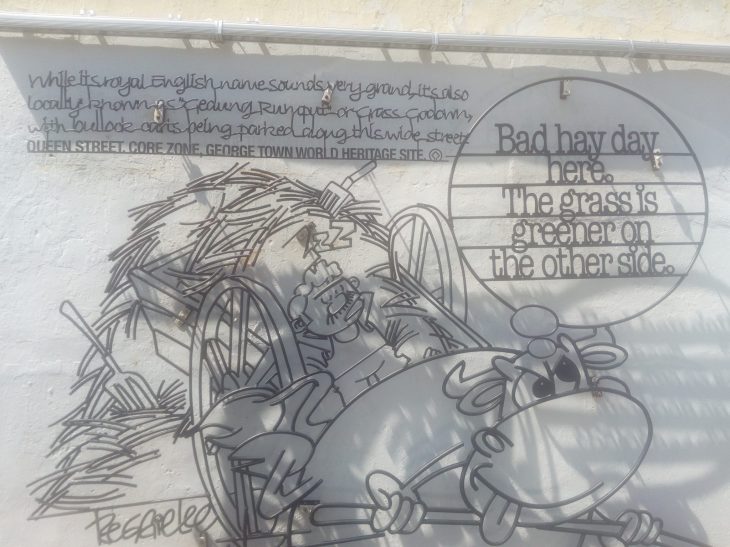 While its royal English name sounds very grand, it's also
locally known as "Gedung Rumput" or Grass Godown,
with bullock carts being parked along this wide street.
QUEEN STREET, CORE ZONE, GEORGE TOWN WORLD HERITAGE SITE. ©
Bad hay day
here.
The grass is
greener on
the other side.
ZZZ